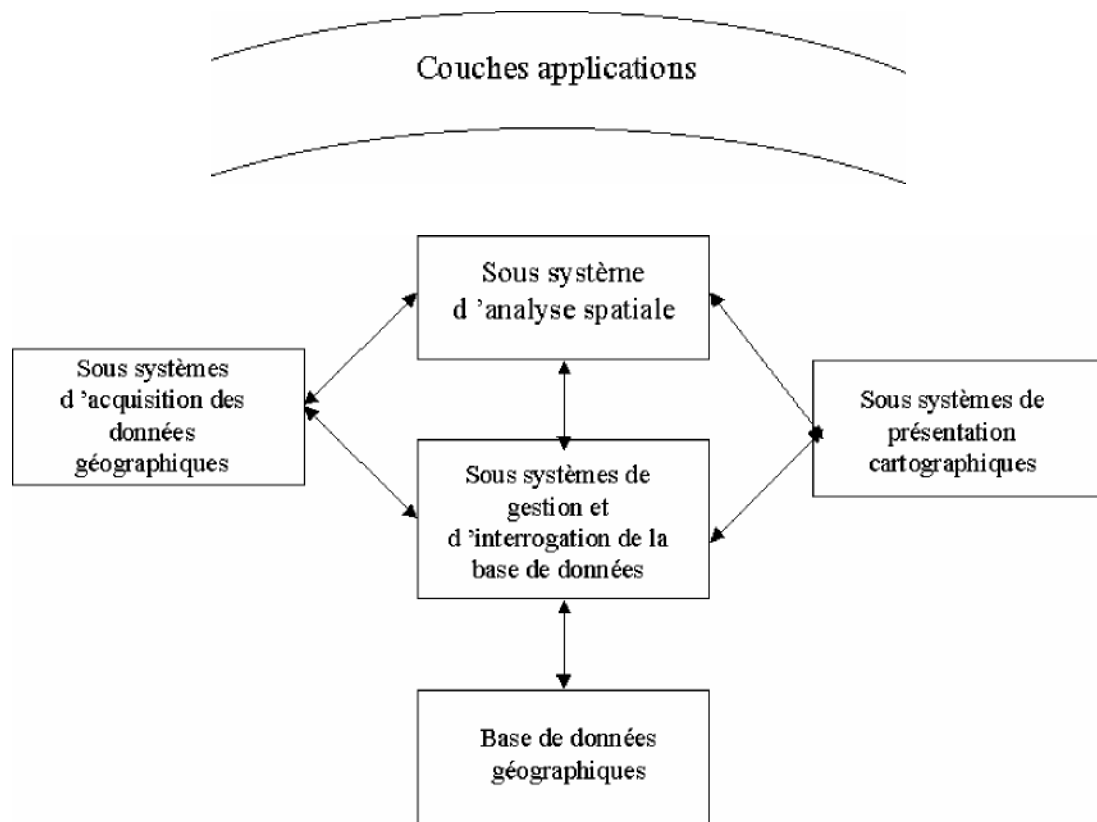 Couches applications
Sous système
d 'analyse spatiale
Sous systèmes
d 'acquisition des
données
géographiques
Sous systèmes de
présentation
cartographiques
Sous systèmes de
gestion et
d 'interrogation de la
base de données
Base de données
géographiques